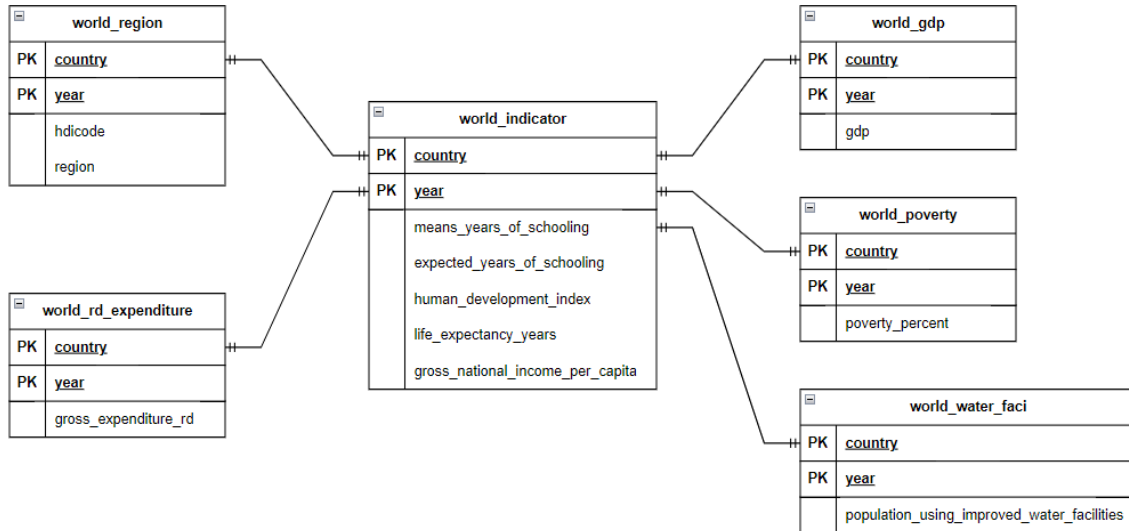 world_region
PK country
PK year
hdicode
region
world_rd_expenditure
PK country
PK year
gross_expenditure_rd
world_indicator
PK country
PK year
means_years_of_schooling
expected_years_of_schooling
human_development_index
life_expectancy_years
gross_national_income_per_capita
world_gdp
PK country
PK year
gdp
world_poverty
PK country
PK year
poverty_percent
world_water_faci
PK country
PK year
population_using_improved_water_facilities